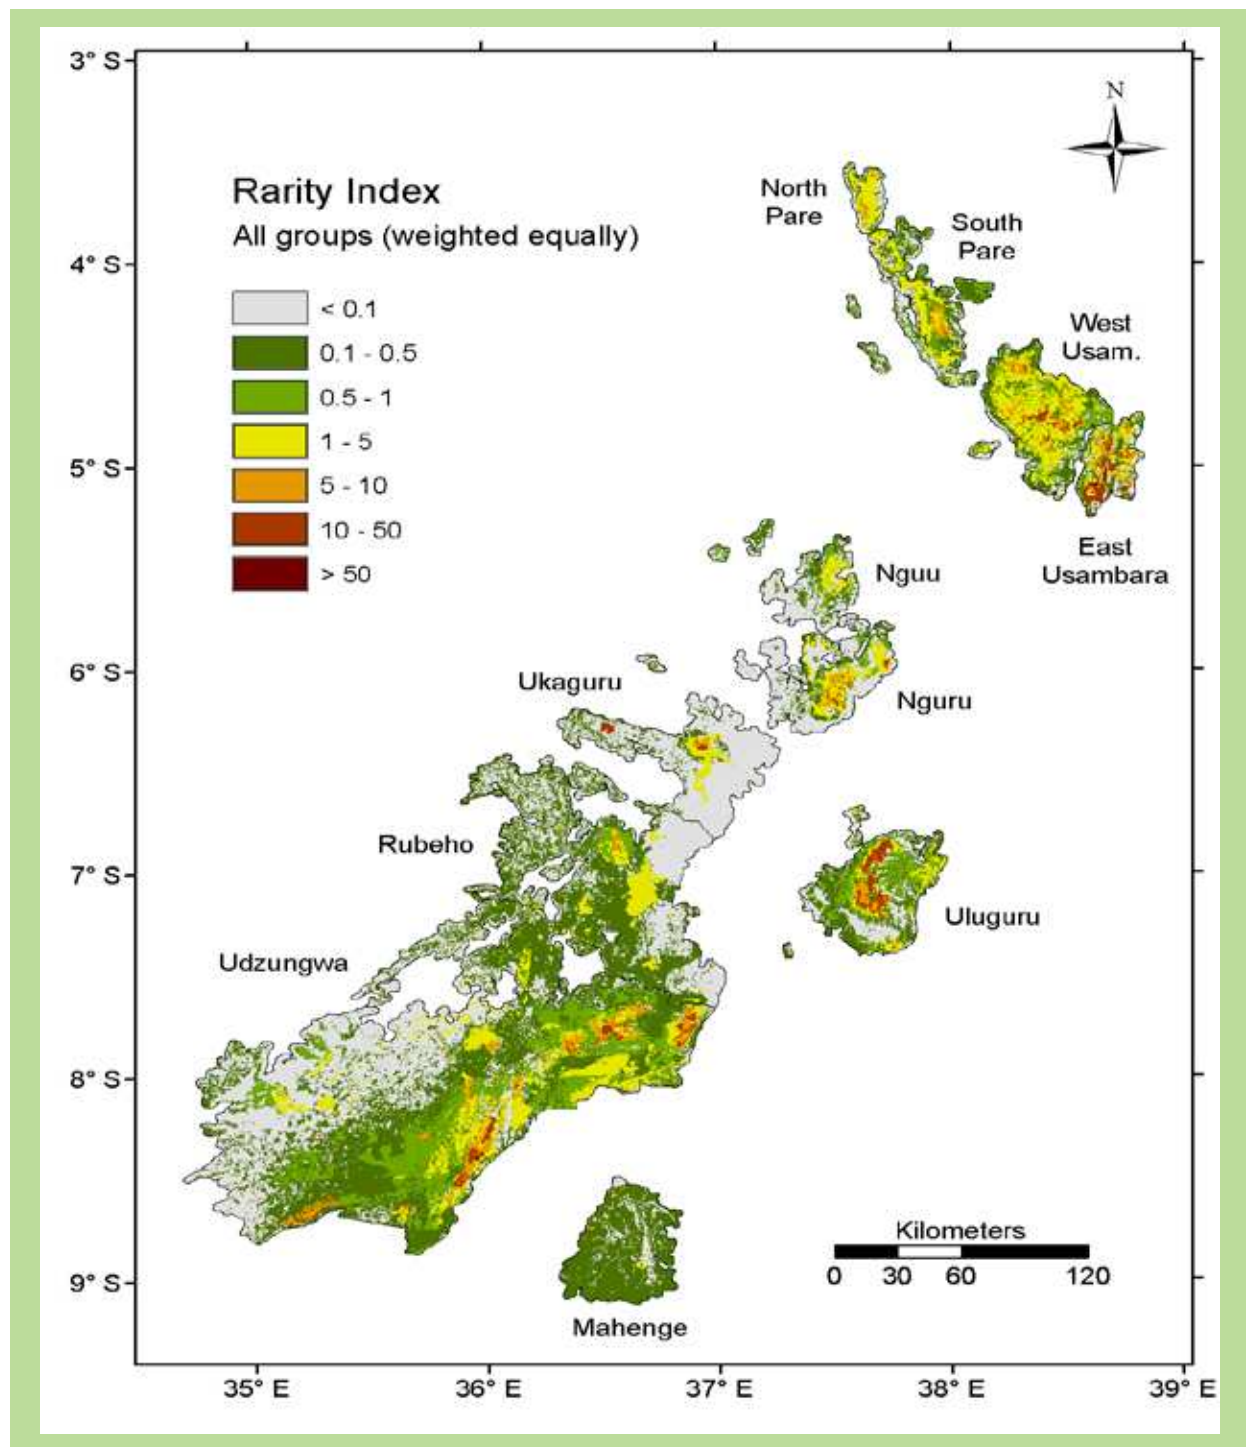 3° S
4° S
5° S
6° S
7° S
8° S
9° S
N
Rarity Index
All groups (weighted equally)
< 0.1
0.1 - 0.5
0.5 - 1
1 - 5
5 - 10
10 - 50
> 50
North
Pare
South
Pare
West
Usam.
East
Usambara
Nguu
Nguru
Ukaguru
Rubeho
Uluguru
Udzungwa
Mahenge
Kilometers
0 30 60 120
35° E 36° E 37° E 38° E 39° E